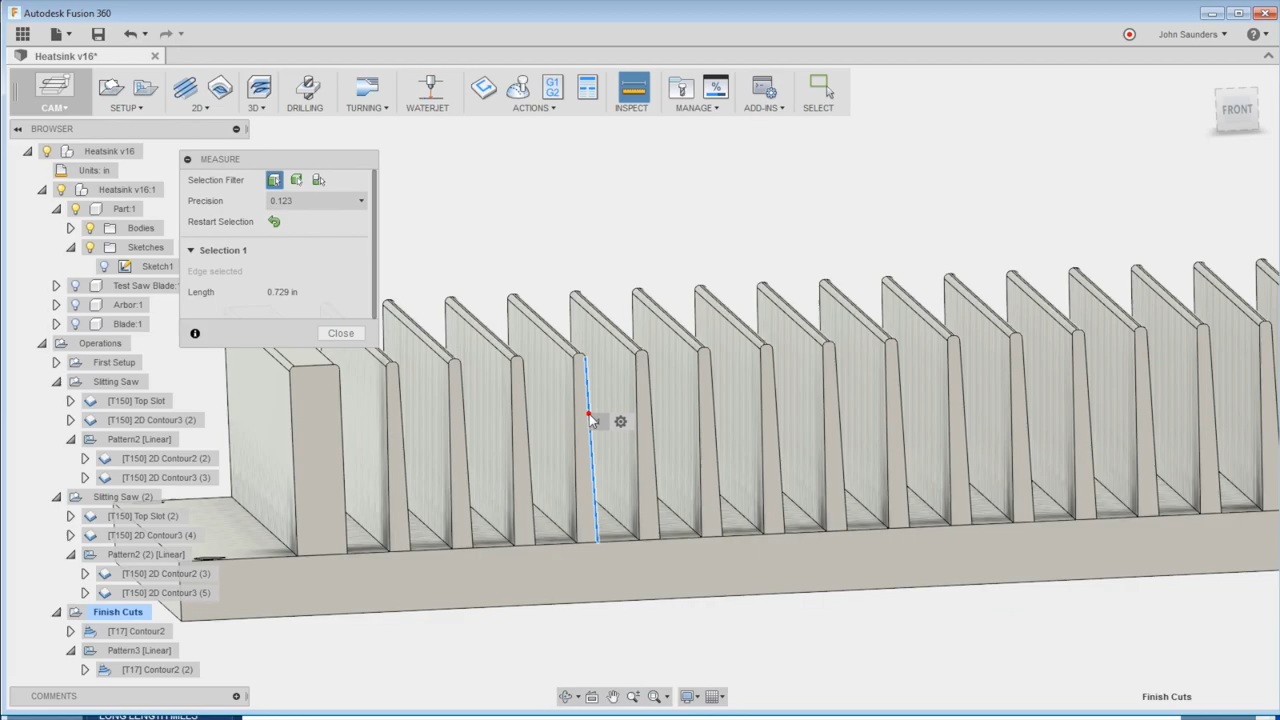 Autodesk Fusion 360
John Saunders
Heatsink v16*
CAM
SETUP
2D
3D
DRILLING
TURNING
WATERJET
G1
G2
ACTIONS
INSPECT
%
MANAGE
ADD-INS
SELECT
FRONT
BROWSER
Heatsink v16
Units: in
Heatsink v16:1
Part:1
Bodies
Sketches
Sketch1
Test Saw Blade:
Arbor:1
Blade:1
Operations
First Setup
Slitting Saw
[T150] Top Slot
[T150] 2D Contour3 (2)
Pattern2 [Linear]
[T150] 2D Contour2 (2)
[T150] 2D Contour3 (3)
Slitting Saw (2)
[T150] Top Slot (2)
[T150] 2D Contour3 (4)
Pattern2 (2) [Linear]
[T150] 2D Contour2 (3)
[T150] 2D Contour3 (5)
Finish Cuts
[T17] Contour2
Pattern3 [Linear]
[T17] Contour2 (2)
MEASURE
Selection Filter
Precision 0.123
Restart Selection
Selection 1
Edge selected
Length 0.729 in
Close
COMMENTS
Finish Cuts
LONG LENGTH MILLS